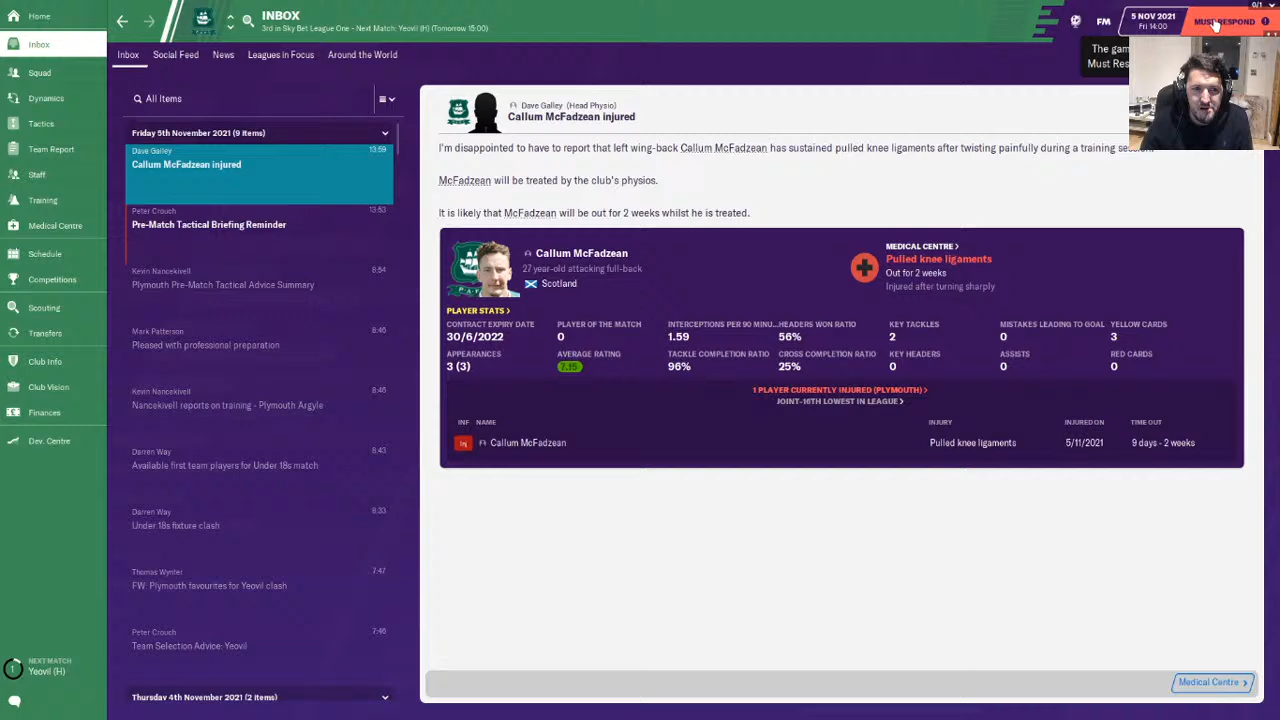 Home
Inbox
Squad
Dynamics
Tactics
Team Report
Staff
Training
Medical Centre
Schedule
Competitions
Scouting
Transfers
Club Info
Club Vision
Finances
Dev. Centre
1
NEXT MATCH
Yeovil (H)
INBOX
3rd in Sky Bet League One - Next Match: Yeovil (H) (Tomorrow 15:00)
FM
5 NOV 2021
Fri 14:00
0/1
MUST RESPOND
The gam
Must Res
Inbox
Social Feed
News
Leagues in Focus
Around the World
All Items
Friday 5th November 2021 (9 Items)
Dave Galley
13:59
Callum McFadzean injured
Peter Crouch
13:53
Pre-Match Tactical Briefing Reminder
Kevin Nancekivell
8:54
Plymouth Pre-Match Tactical Advice Summary
Mark Patterson
8:46
Pleased with professional preparation
Kevin Nancekivell
8:46
Nancekivell reports on training - Plymouth Argyle
Darren Way
8:43
Available first team players for Under 18s match
Darren Way
8:33
Under 18s fixture clash
Thomas Wynter
7:47
FW: Plymouth favourites for Yeovil clash
Peter Crouch
7:46
Team Selection Advice: Yeovil
Thursday 4th November 2021 (2 Items)
Dave Galley (Head Physio)
Callum McFadzean injured
I'm disappointed to have to report that left wing-back Callum McFadzean has sustained pulled knee ligaments after twisting painfully during a training session.
McFadzean will be treated by the club's physios.
It is likely that McFadzean will be out for 2 weeks whilst he is treated.
Callum McFadzean
27 year-old attacking full-back
Scotland
MEDICAL CENTRE >
Pulled knee ligaments
Out for 2 weeks
Injured after turning sharply
PLAYER STATS >
CONTRACT EXPIRY DATE
30/6/2022
PLAYER OF THE MATCH
0
INTERCEPTIONS PER 90 MINU...
1.59
HEADERS WON RATIO
56%
KEY TACKLES
2
MISTAKES LEADING TO GOAL
0
YELLOW CARDS
3
APPEARANCES
3 (3)
AVERAGE RATING
7.15
TACKLE COMPLETION RATIO
96%
CROSS COMPLETION RATIO
25%
KEY HEADERS
0
ASSISTS
0
RED CARDS
0
1 PLAYER CURRENTLY INJURED (PLYMOUTH) >
JOINT-16TH LOWEST IN LEAGUE >
INF
NAME
INJURY
INJURED ON
TIME OUT
Inj
Callum McFadzean
Pulled knee ligaments
5/11/2021
9 days - 2 weeks
Medical Centre >